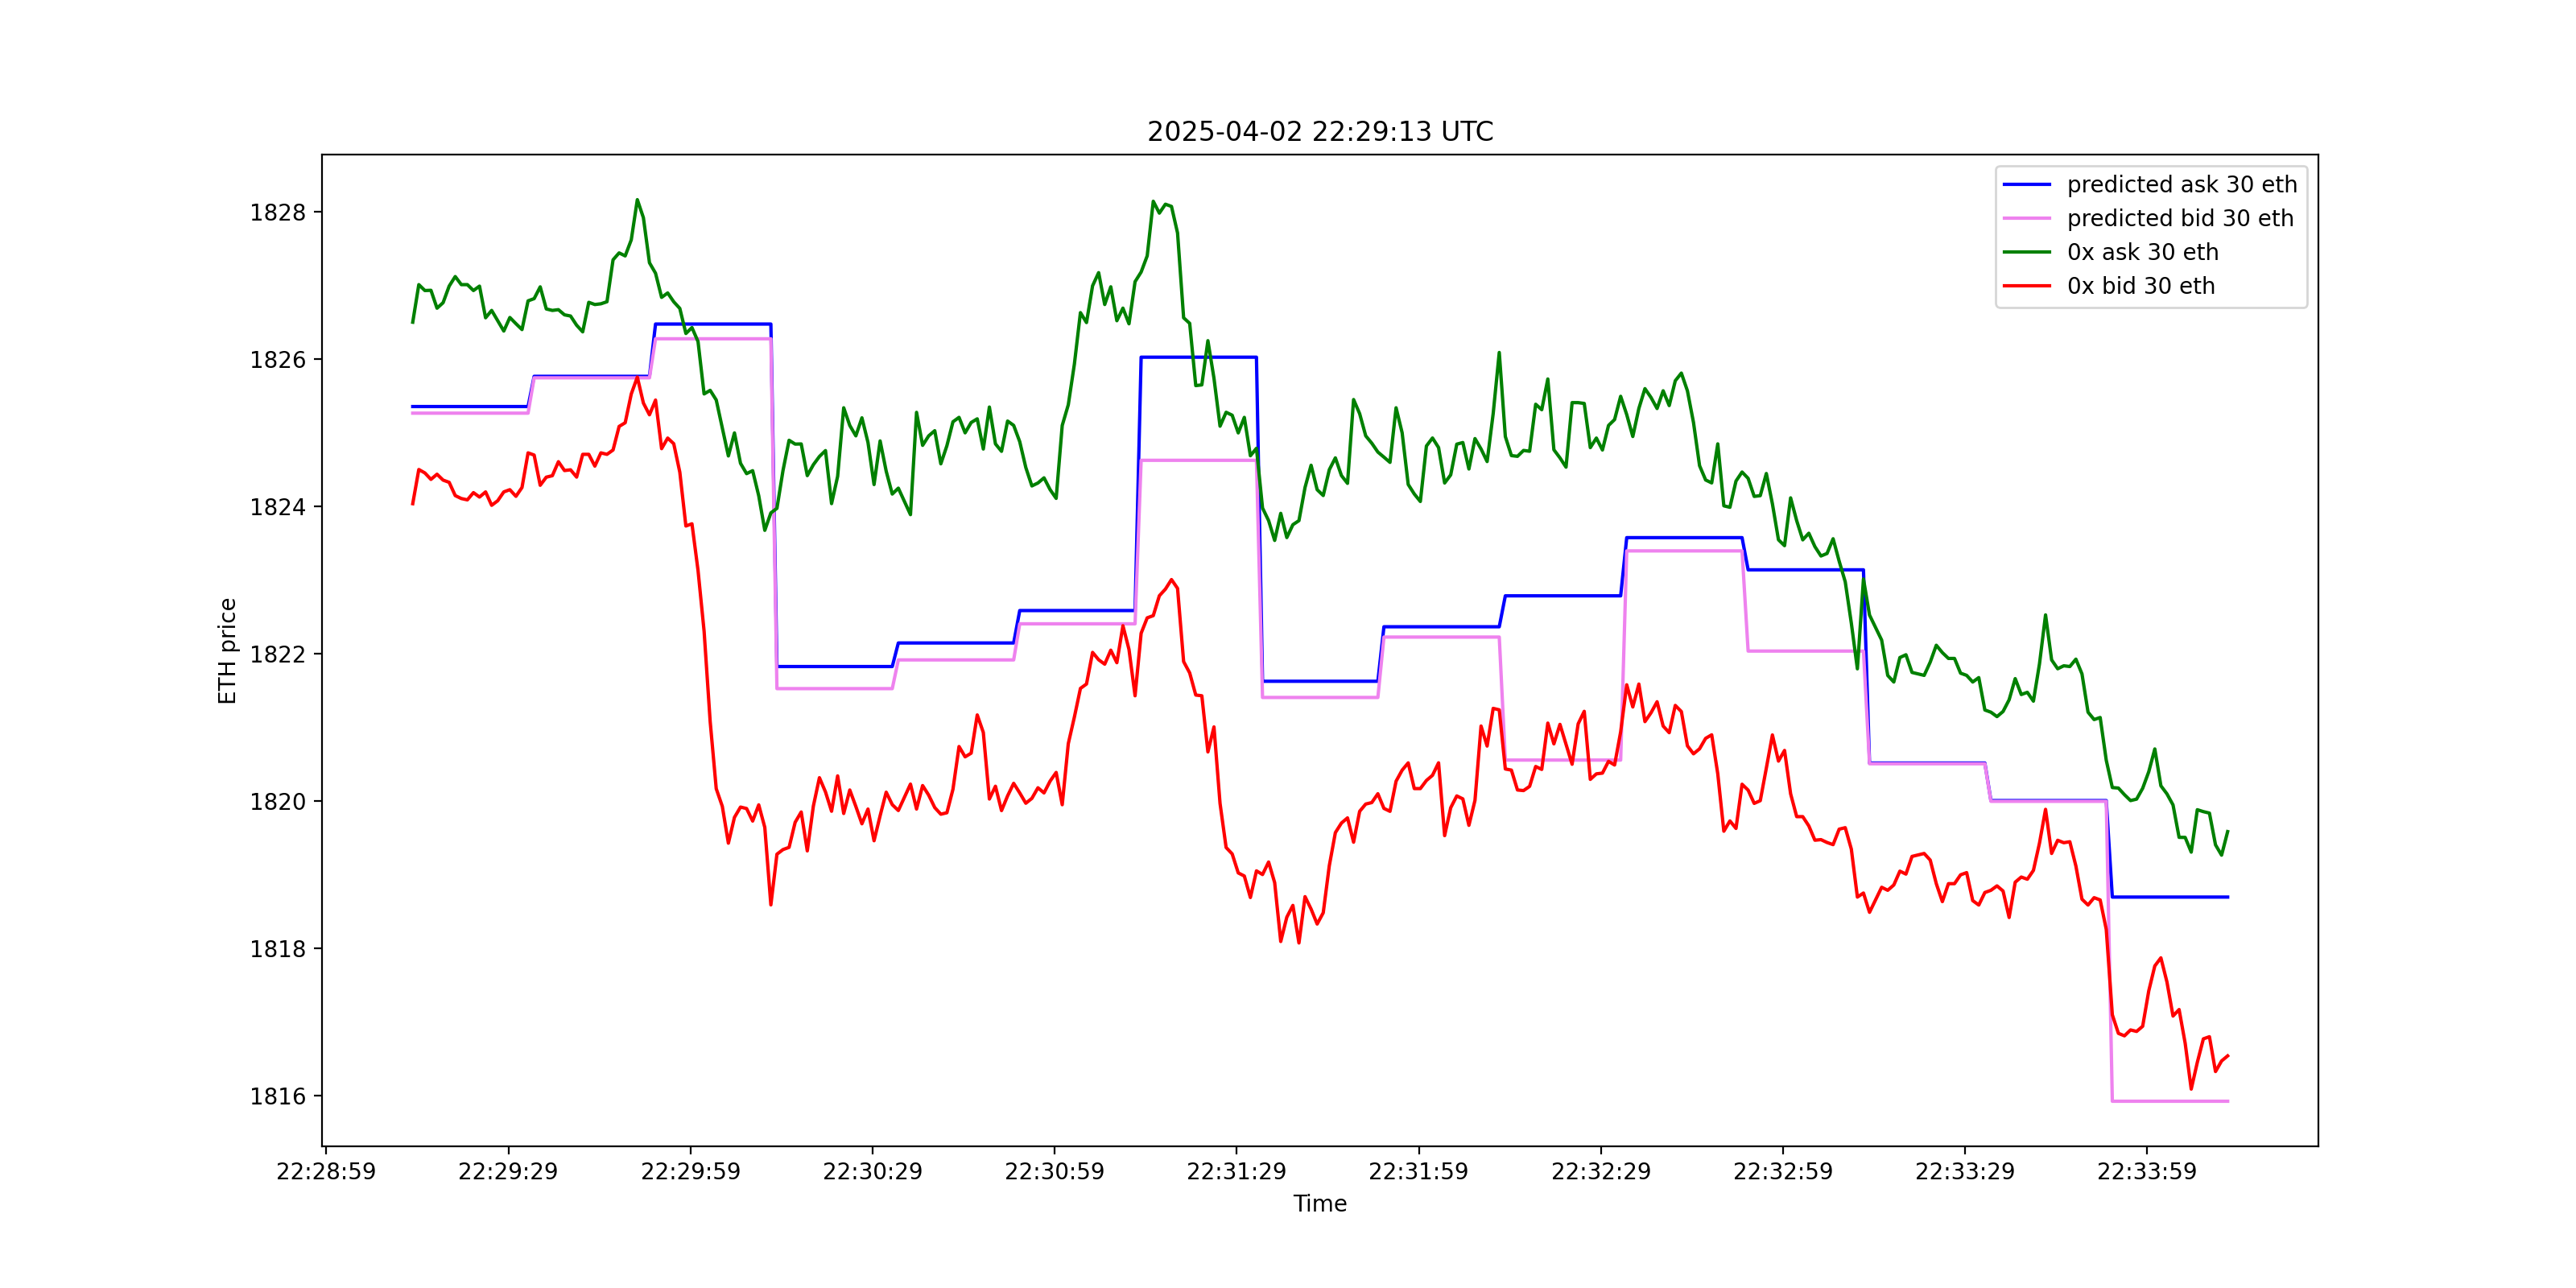 2025-04-02 22:29:13 UTC
predicted ask 30 eth
predicted bid 30 eth
0x ask 30 eth
0x bid 30 eth
ETH price
1828
1826
1824
1822
1820
1818
1816
22:28:59 22:29:29 22:29:59 22:30:29 22:30:59 22:31:29 22:31:59 22:32:29 22:32:59 22:33:29 22:33:59
Time